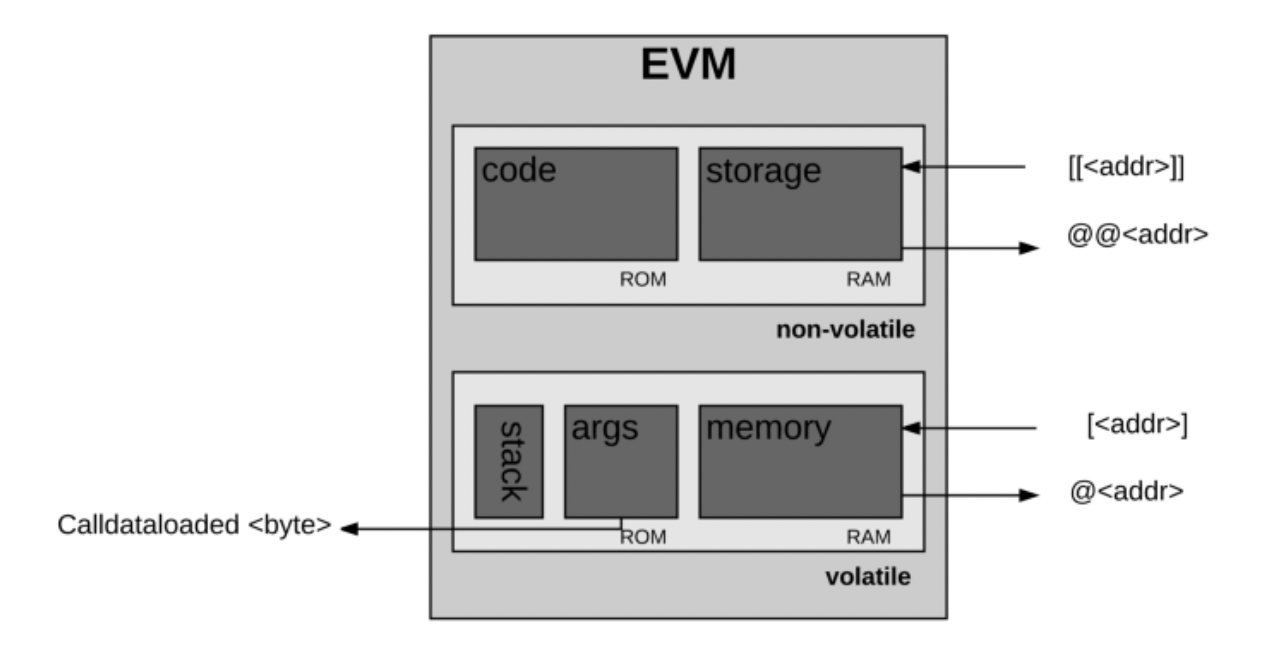 EVM
code
storage
[[<addr>]]
@@<addr>
ROM
RAM
non-volatile
stack
args
memory
[<addr>]
@<addr>
Calldataloaded <byte>
ROM
RAM
volatile